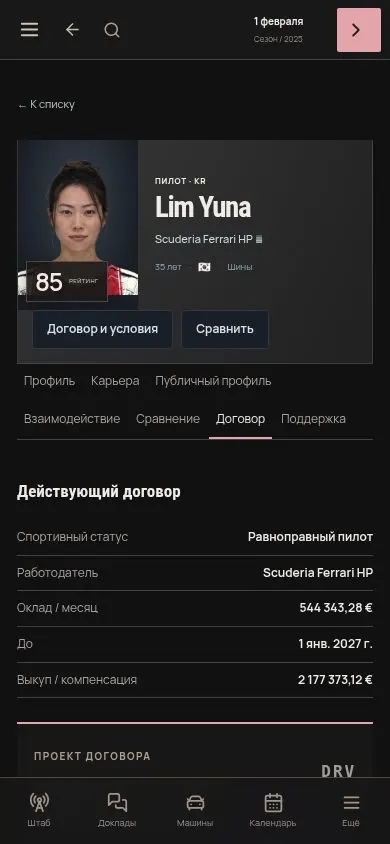 1 февраля
Сезон / 2025
← К списку
ПИЛОТ · KR
Lim Yuna
Scuderia Ferrari HP
35 лет · 🇰🇷 Шины
85 РЕЙТИНГ
Договор и условия Сравнить
Профиль Карьера Публичный профиль
Взаимодействие Сравнение Договор Поддержка
Действующий договор
Спортивный статус Равноправный пилот
Работодатель Scuderia Ferrari HP
Оклад / месяц 544 343,28 €
До 1 янв. 2027 г.
Выкуп / компенсация 2 177 373,12 €
ПРОЕКТ ДОГОВОРА
DRV
Штаб Доклады Машины Календарь Ещё